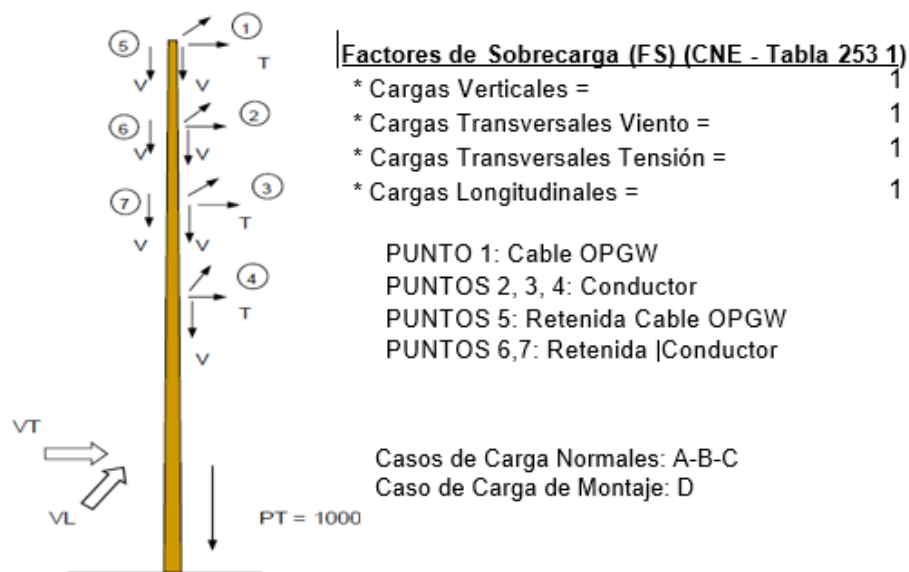 1
5
T
V
V
2
6
V
V
3
7
T
V
V
4
T
V
VT
VL
PT = 1000
Factores de Sobrecarga (FS) (CNE - Tabla 253 1)
* Cargas Verticales = 1
* Cargas Transversales Viento = 1
* Cargas Transversales Tensión = 1
* Cargas Longitudinales = 1
PUNTO 1: Cable OPGW
PUNTOS 2, 3, 4: Conductor
PUNTOS 5: Retenida Cable OPGW
PUNTOS 6,7: Retenida |Conductor
Casos de Carga Normales: A-B-C
Caso de Carga de Montaje: D